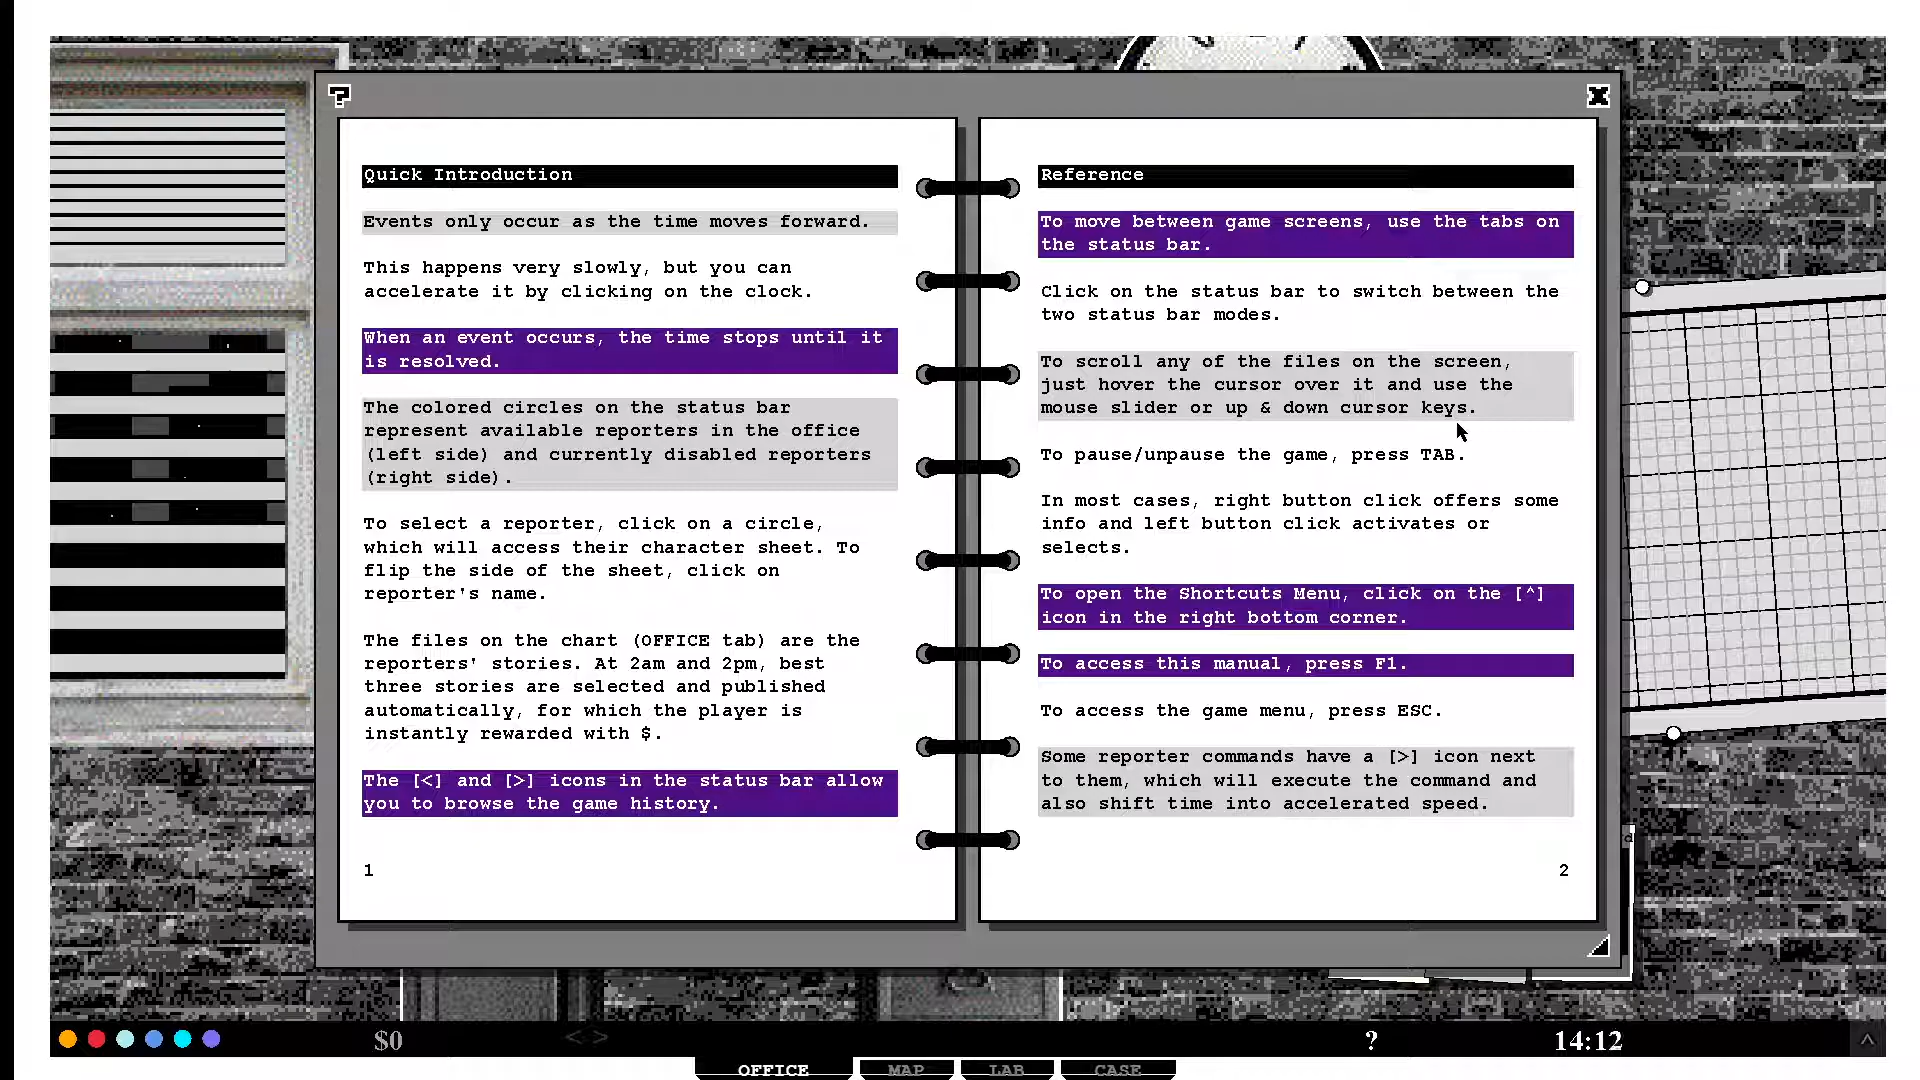 ?
Quick Introduction
Events only occur as the time moves forward.
This happens very slowly, but you can
accelerate it by clicking on the clock.
When an event occurs, the time stops until it
is resolved.
The colored circles on the status bar
represent available reporters in the office
(left side) and currently disabled reporters
(right side).
To select a reporter, click on a circle,
which will access their character sheet. To
flip the side of the sheet, click on
reporter's name.
The files on the chart (OFFICE tab) are the
reporters' stories. At 2am and 2pm, best
three stories are selected and published
automatically, for which the player is
instantly rewarded with $.
The [<] and [>] icons in the status bar allow
you to browse the game history.
1
Reference
To move between game screens, use the tabs on
the status bar.
Click on the status bar to switch between the
two status bar modes.
To scroll any of the files on the screen,
just hover the cursor over it and use the
mouse slider or up & down cursor keys.
To pause/unpause the game, press TAB.
In most cases, right button click offers some
info and left button click activates or
selects.
To open the Shortcuts Menu, click on the [^]
icon in the right bottom corner.
To access this manual, press F1.
To access the game menu, press ESC.
Some reporter commands have a [>] icon next
to them, which will execute the command and
also shift time into accelerated speed.
2
$0 < > ? 14:12 ^
OFFICE MAP LAB CASE